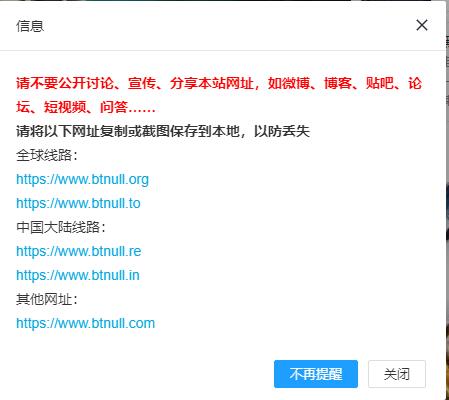 信息
请不要公开讨论、宣传、分享本站网址，如微博、博客、贴吧、论
坛、短视频、问答……
请将以下网址复制或截图保存到本地，以防丢失
全球线路：
https://www.btnull.org
https://www.btnull.to
中国大陆线路：
https://www.btnull.re
https://www.btnull.in
其他网址：
https://www.btnull.com
不再提醒
关闭